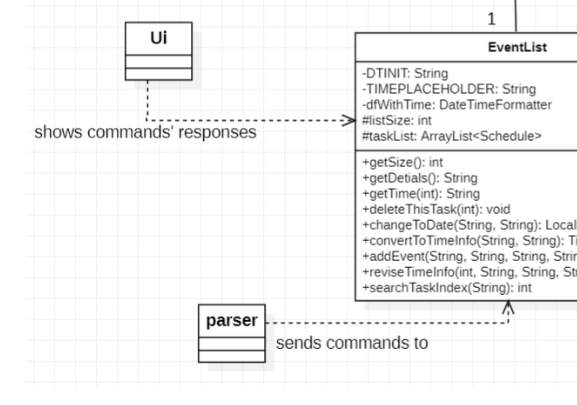 1
Ui
EventList
-DTINIT: String
-TIMEPLACEHOLDER: String
-dfWithTime: DateTimeFormatter
#listSize: int
#taskList: ArrayList<Schedule>
shows commands' responses
+getSize(): int
+getDetials(): String
+getTime(int): String
+deleteThisTask(int): void
+changeToDate(String, String): Local
+convertToTimeInfo(String, String): Ti
+addEvent(String, String, String, Strin
+reviseTimeInfo(int, String, String, St
+searchTaskIndex(String): int
parser
sends commands to